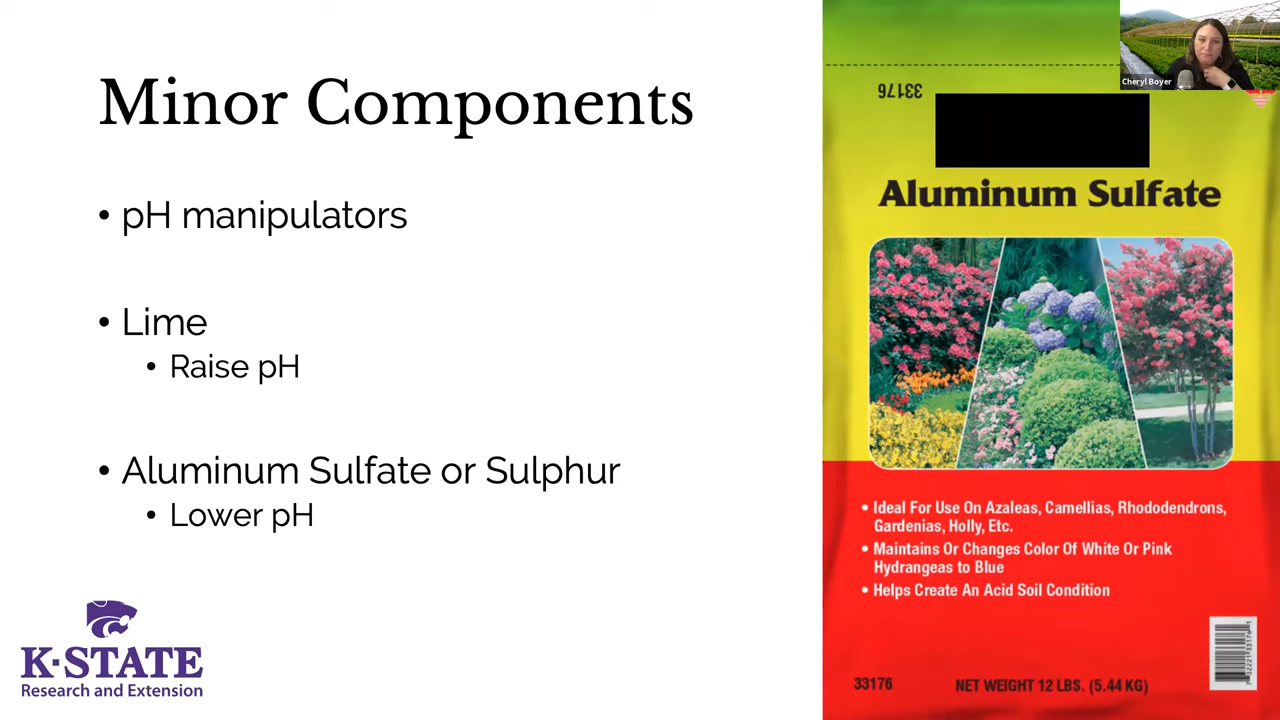 Minor Components
• pH manipulators
• Lime
• Raise pH
• Aluminum Sulfate or Sulphur
• Lower pH
K•STATE
Research and Extension
Cheryl Boyer
33176
Aluminum Sulfate
• Ideal For Use On Azaleas, Camellias, Rhododendrons,
Gardenias, Holly, Etc.
• Maintains Or Changes Color Of White Or Pink
Hydrangeas to Blue
• Helps Create An Acid Soil Condition
33176
NET WEIGHT 12 LBS. (5.44 KG)